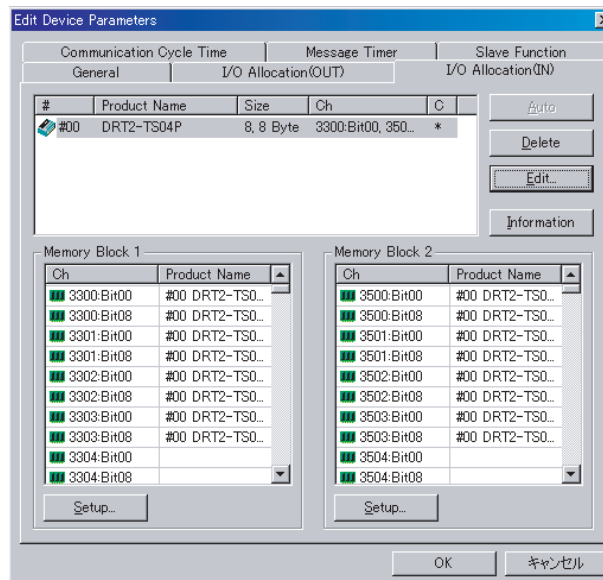 Edit Device Parameters
Communication Cycle Time Message Timer Slave Function
General I/O Allocation(OUT) I/O Allocation(IN)
# Product Name Size Ch C
#00 DRT2-TS04P 8, 8 Byte 3300:Bit00, 350... *
Auto
Delete
Edit...
Information
Memory Block 1
Ch Product Name
3300:Bit00 #00 DRT2-TS0...
3300:Bit08 #00 DRT2-TS0...
3301:Bit00 #00 DRT2-TS0...
3301:Bit08 #00 DRT2-TS0...
3302:Bit00 #00 DRT2-TS0...
3302:Bit08 #00 DRT2-TS0...
3303:Bit00 #00 DRT2-TS0...
3303:Bit08 #00 DRT2-TS0...
3304:Bit00
3304:Bit08
Setup...
Memory Block 2
Ch Product Name
3500:Bit00 #00 DRT2-TS0...
3500:Bit08 #00 DRT2-TS0...
3501:Bit00 #00 DRT2-TS0...
3501:Bit08 #00 DRT2-TS0...
3502:Bit00 #00 DRT2-TS0...
3502:Bit08 #00 DRT2-TS0...
3503:Bit00 #00 DRT2-TS0...
3503:Bit08 #00 DRT2-TS0...
3504:Bit00
3504:Bit08
Setup...
OK キャンセル